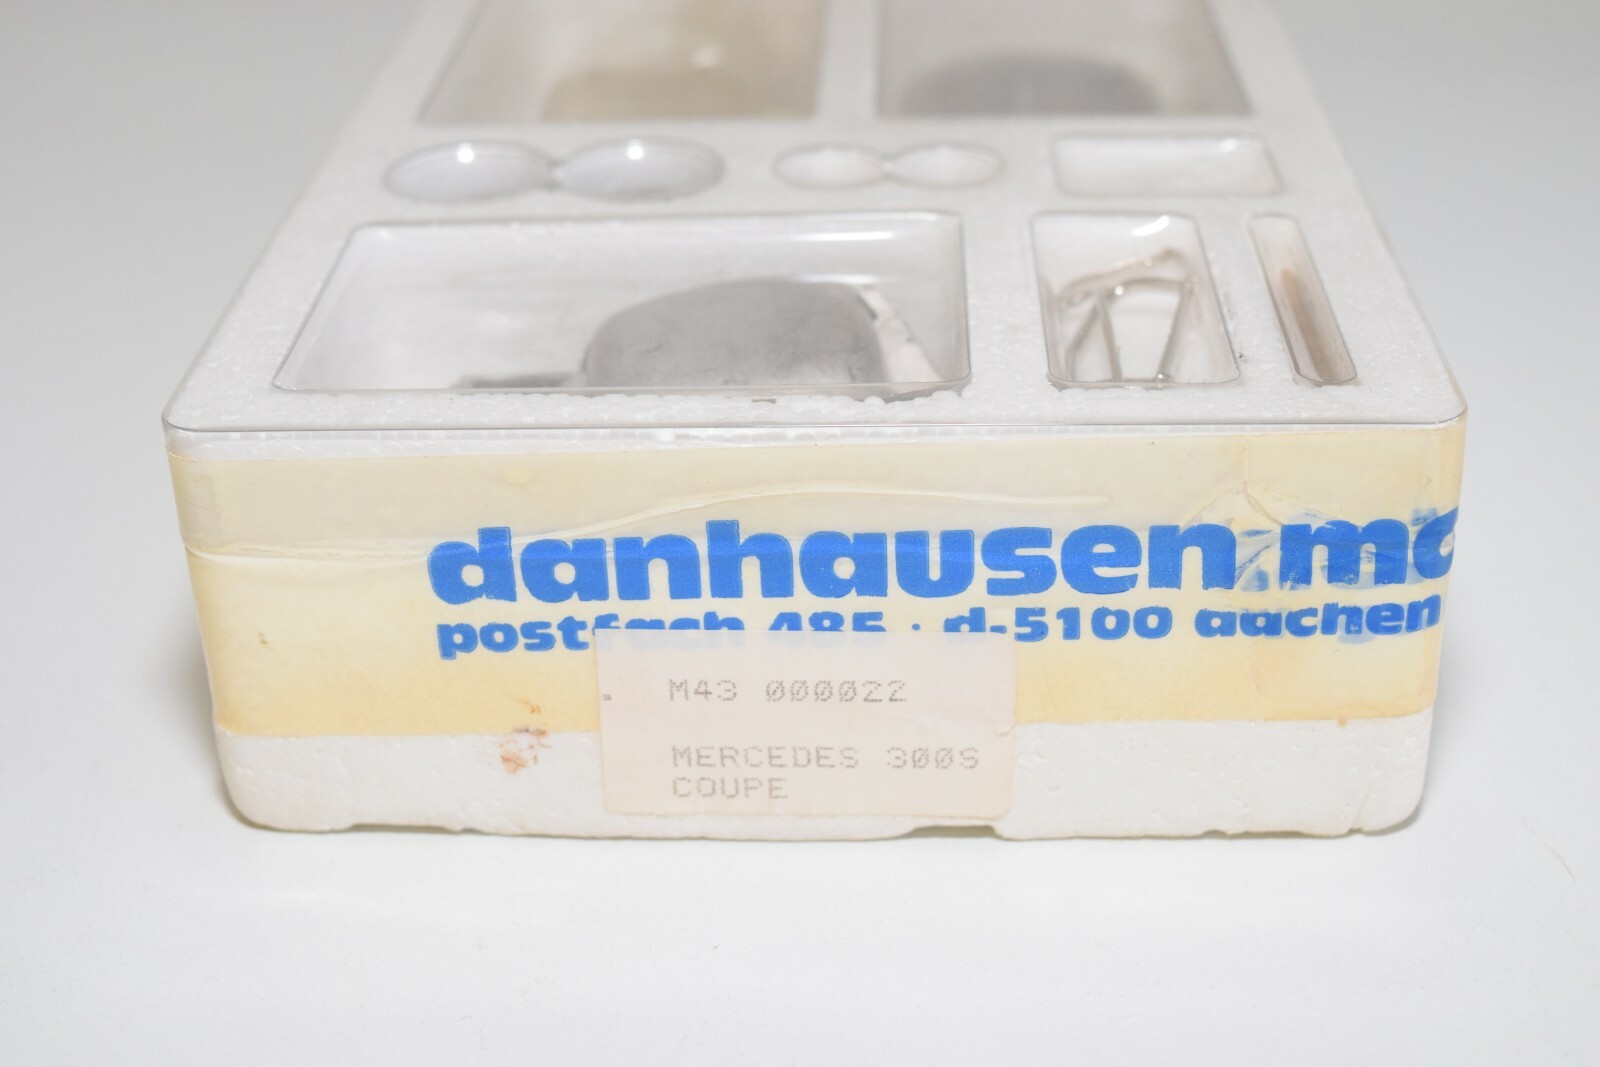 danhausen mo
postfach 485 · d-5100 aachen
M43 000022
MERCEDES 300S
COUPE